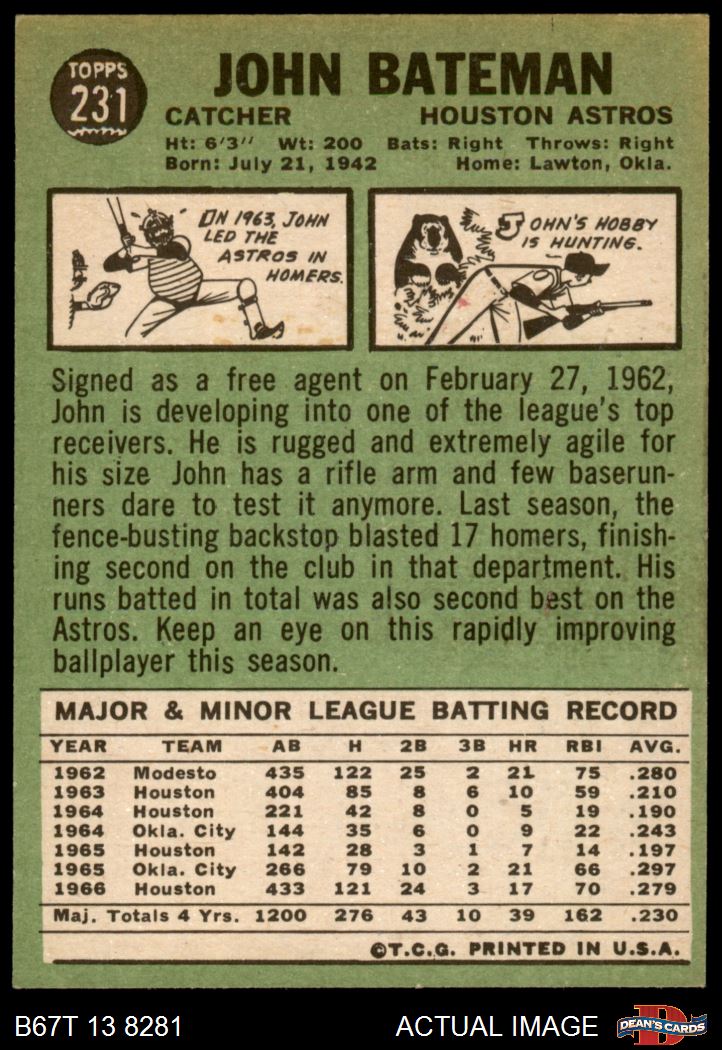 TOPPS
231
JOHN BATEMAN
CATCHER HOUSTON ASTROS
Ht: 6'3" Wt: 200 Bats: Right Throws: Right
Born: July 21, 1942 Home: Lawton, Okla.
IN 1963, JOHN
LED THE
ASTROS IN
HOMERS.
JOHN'S HOBBY
IS HUNTING.
Signed as a free agent on February 27, 1962,
John is developing into one of the league's top
receivers. He is rugged and extremely agile for
his size John has a rifle arm and few baserun-
ners dare to test it anymore. Last season, the
fence-busting backstop blasted 17 homers, finish-
ing second on the club in that department. His
runs batted in total was also second best on the
Astros. Keep an eye on this rapidly improving
ballplayer this season.
MAJOR & MINOR LEAGUE BATTING RECORD
YEAR TEAM AB H 2B 3B HR RBI AVG.
1962 Modesto 435 122 25 2 21 75 .280
1963 Houston 404 85 8 6 10 59 .210
1964 Houston 221 42 8 0 5 19 .190
1964 Okla. City 144 35 6 0 9 22 .243
1965 Houston 142 28 3 1 7 14 .197
1965 Okla. City 266 79 10 2 21 66 .297
1966 Houston 433 121 24 3 17 70 .279
Maj. Totals 4 Yrs. 1200 276 43 10 39 162 .230
©T.C.G. PRINTED IN U.S.A.
B67T 13 8281 ACTUAL IMAGE
D
DEAN'S CARDS